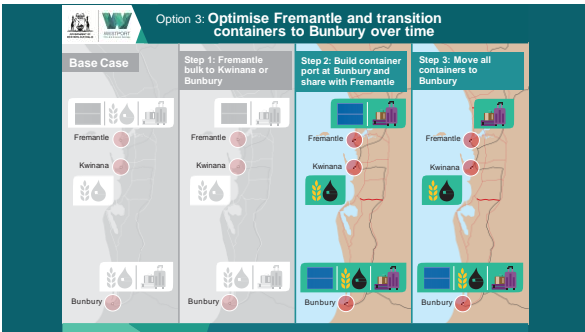 GOVERNMENT OF
WESTERN AUSTRALIA
WESTPORT
Option 3: Optimise Fremantle and transition
containers to Bunbury over time
Base Case
Fremantle
Kwinana
Bunbury
Step 1: Fremantle
bulk to Kwinana or
Bunbury
Fremantle
Kwinana
Bunbury
Step 2: Build container
port at Bunbury and
share with Fremantle
Fremantle
Kwinana
Bunbury
Step 3: Move all
containers to
Bunbury
Fremantle
Kwinana
Bunbury